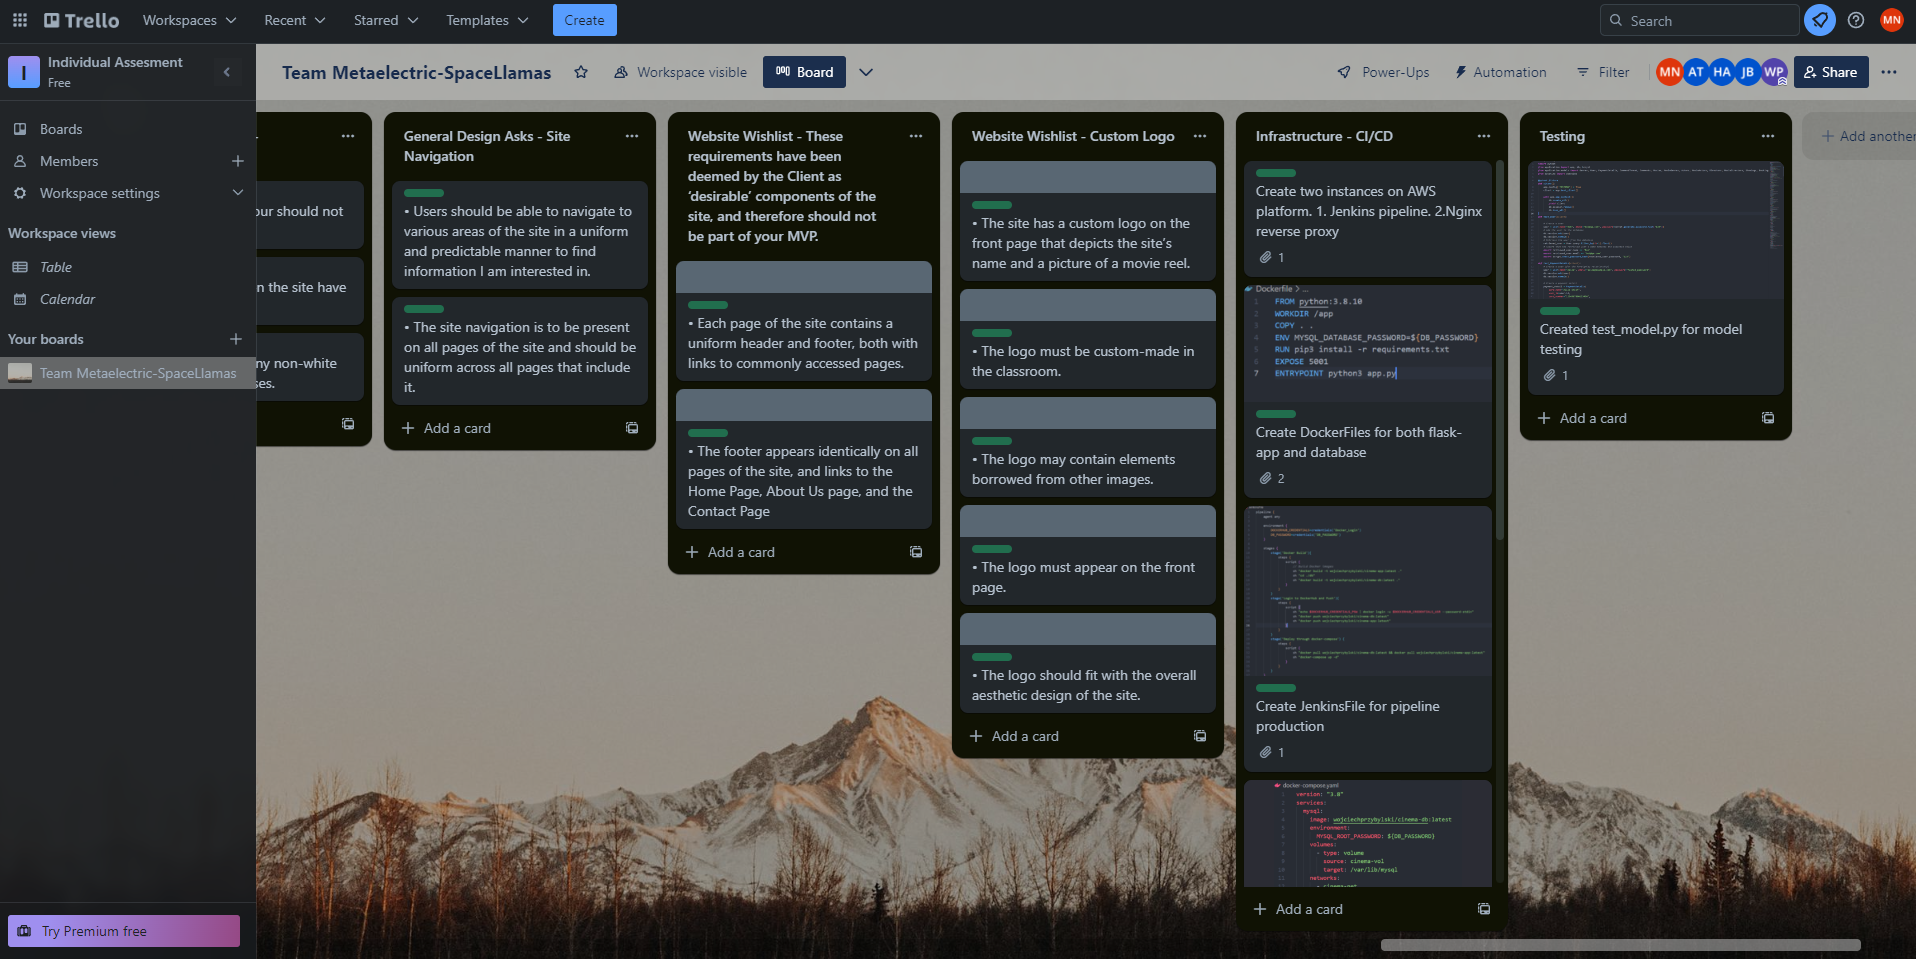 Trello
Workspaces
Recent
Starred
Templates
Create
Search
MN
I
Individual Assesment
Free
Team Metaelectric-SpaceLlamas
Workspace visible
Board
Power-Ups
Automation
Filter
MN
AT
HA
JB
WP
Share
Boards
Members
Workspace settings
Workspace views
Table
Calendar
Your boards
Team Metaelectric-SpaceLlamas
Try Premium free
our should not
n the site have
ny non-white
es.
General Design Asks - Site
Navigation
• Users should be able to navigate to
various areas of the site in a uniform
and predictable manner to find
information I am interested in.
• The site navigation is to be present
on all pages of the site and should be
uniform across all pages that include
it.
Add a card
Website Wishlist - These
requirements have been
deemed by the Client as
‘desirable’ components of the
site, and therefore should not
be part of your MVP.
• Each page of the site contains a
uniform header and footer, both with
links to commonly accessed pages.
• The footer appears identically on all
pages of the site, and links to the
Home Page, About Us page, and the
Contact Page
Add a card
Website Wishlist - Custom Logo
• The site has a custom logo on the
front page that depicts the site’s
name and a picture of a movie reel.
• The logo must be custom-made in
the classroom.
• The logo may contain elements
borrowed from other images.
• The logo must appear on the front
page.
• The logo should fit with the overall
aesthetic design of the site.
Add a card
Infrastructure - CI/CD
Create two instances on AWS
platform. 1. Jenkins pipeline. 2.Nginx
reverse proxy
1
Dockerfile > ...
1 FROM python:3.8.10
2 WORKDIR /app
3 COPY . .
4 ENV MYSQL_DATABASE_PASSWORD=${DB_PASSWORD}
5 RUN pip3 install -r requirements.txt
6 EXPOSE 5001
7 ENTRYPOINT python3 app.py
Create DockerFiles for both flask-
app and database
2
Create JenkinsFile for pipeline
production
1
docker-compose.yaml
version: "3.8"
services:
mysql:
image: wojciechprzybylski/cinema-db:latest
environment:
MYSQL_ROOT_PASSWORD: ${DB_PASSWORD}
volumes:
- type: volume
source: cinema-vol
target: /var/lib/mysql
networks:
Add a card
Testing
Created test_model.py for model
testing
1
Add a card
Add another